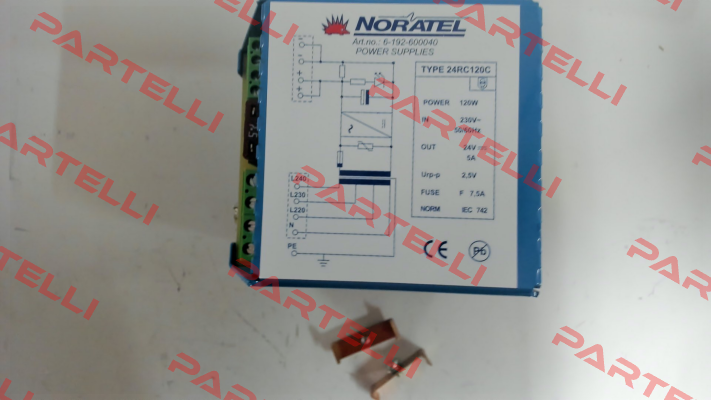 NORATEL
Art.no.: 6-192-600040
POWER SUPPLIES
TYPE 24RC120C
POWER 120W
IN 230V~
50/60Hz
OUT 24V
5A
Urp-p 2,5V
FUSE F 7,5A
NORM IEC 742
L240
L230
L220
N
PE
CE
Pb
PARTELLI
PARTELLI
PARTELLI
PARTELLI
PARTELLI
PARTELLI
PARTELLI